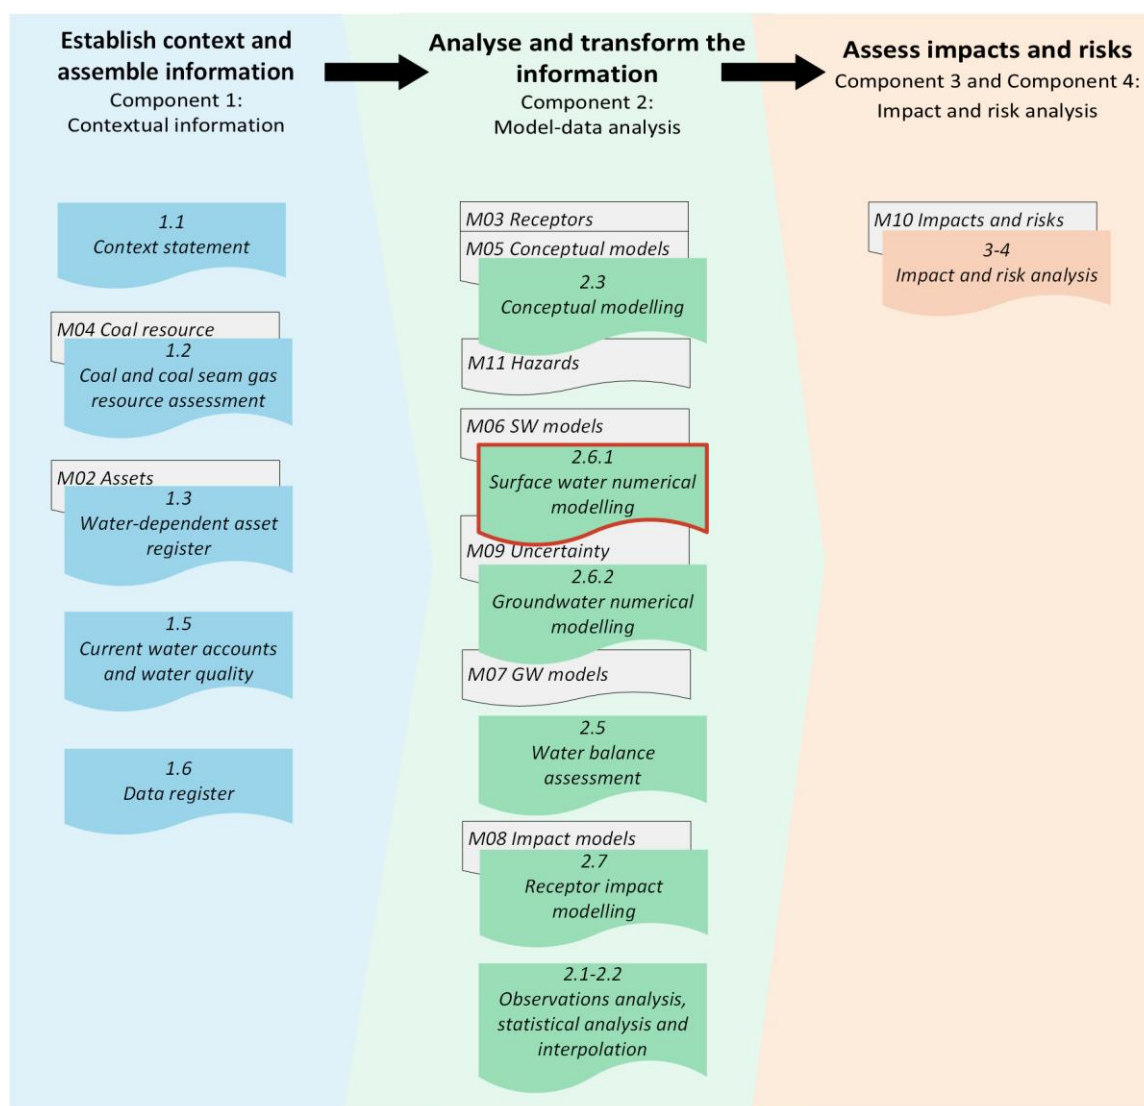 Establish context and
assemble information
Component 1:
Contextual information
1.1
Context statement
M04 Coal resource
1.2
Coal and coal seam gas
resource assessment
M02 Assets
1.3
Water-dependent asset
register
1.5
Current water accounts
and water quality
1.6
Data register
Analyse and transform the
information
Component 2:
Model-data analysis
M03 Receptors
M05 Conceptual models
2.3
Conceptual modelling
M11 Hazards
M06 SW models
2.6.1
Surface water numerical
modelling
M09 Uncertainty
2.6.2
Groundwater numerical
modelling
M07 GW models
2.5
Water balance
assessment
M08 Impact models
2.7
Receptor impact
modelling
2.1-2.2
Observations analysis,
statistical analysis and
interpolation
Assess impacts and risks
Component 3 and Component 4:
Impact and risk analysis
M10 Impacts and risks
3-4
Impact and risk analysis